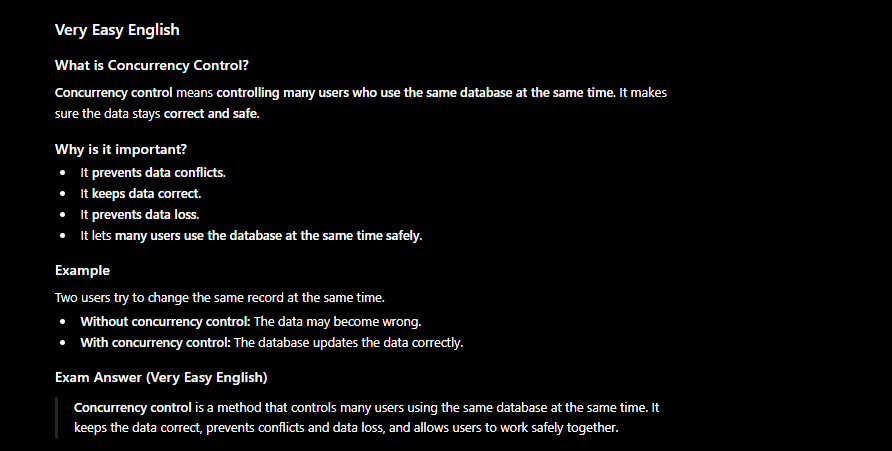 Very Easy English
What is Concurrency Control?
Concurrency control means controlling many users who use the same database at the same time. It makes
sure the data stays correct and safe.
Why is it important?
• It prevents data conflicts.
• It keeps data correct.
• It prevents data loss.
• It lets many users use the database at the same time safely.
Example
Two users try to change the same record at the same time.
• Without concurrency control: The data may become wrong.
• With concurrency control: The database updates the data correctly.
Exam Answer (Very Easy English)
Concurrency control is a method that controls many users using the same database at the same time. It
keeps the data correct, prevents conflicts and data loss, and allows users to work safely together.